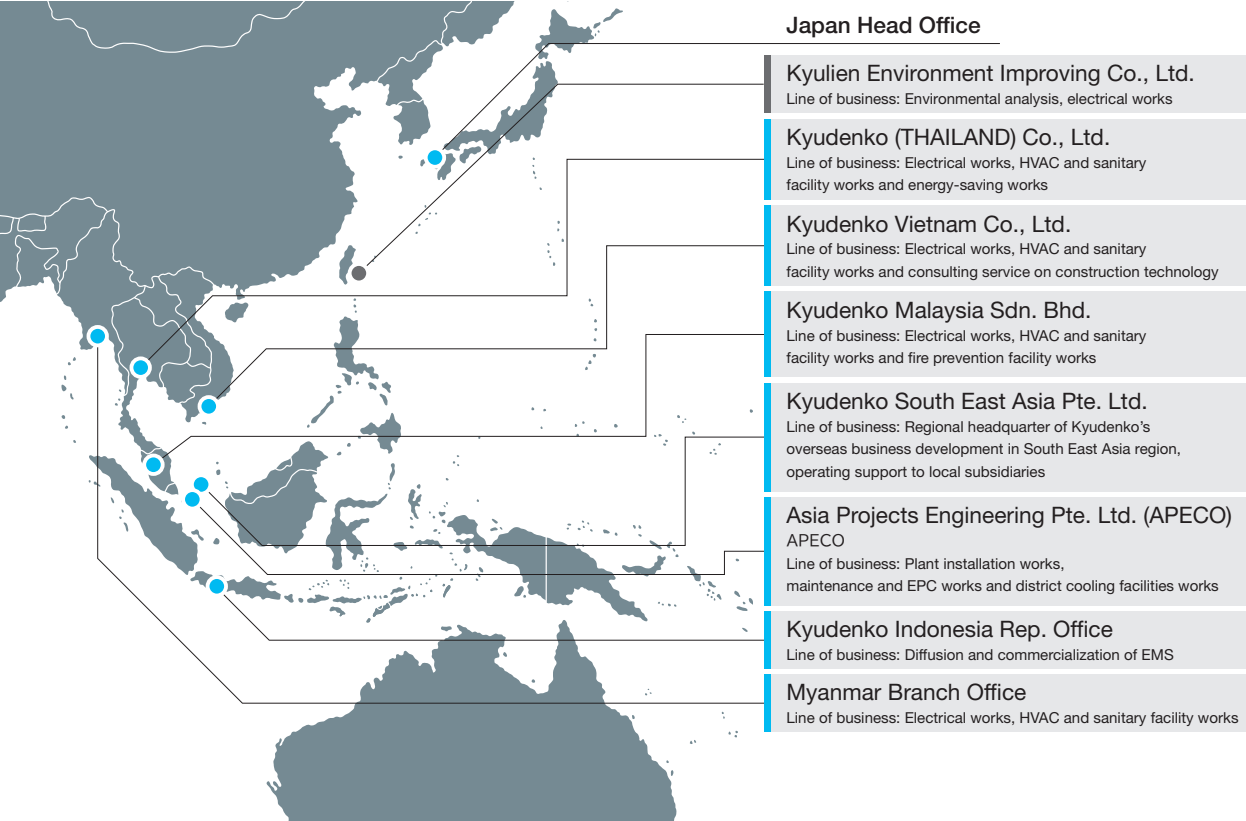 Japan Head Office
Kyulien Environment Improving Co., Ltd.
Line of business: Environmental analysis, electrical works
Kyudenko (THAILAND) Co., Ltd.
Line of business: Electrical works, HVAC and sanitary
facility works and energy-saving works
Kyudenko Vietnam Co., Ltd.
Line of business: Electrical works, HVAC and sanitary
facility works and consulting service on construction technology
Kyudenko Malaysia Sdn. Bhd.
Line of business: Electrical works, HVAC and sanitary
facility works and fire prevention facility works
Kyudenko South East Asia Pte. Ltd.
Line of business: Regional headquarter of Kyudenko’s
overseas business development in South East Asia region,
operating support to local subsidiaries
Asia Projects Engineering Pte. Ltd. (APECO)
APECO
Line of business: Plant installation works,
maintenance and EPC works and district cooling facilities works
Kyudenko Indonesia Rep. Office
Line of business: Diffusion and commercialization of EMS
Myanmar Branch Office
Line of business: Electrical works, HVAC and sanitary facility works